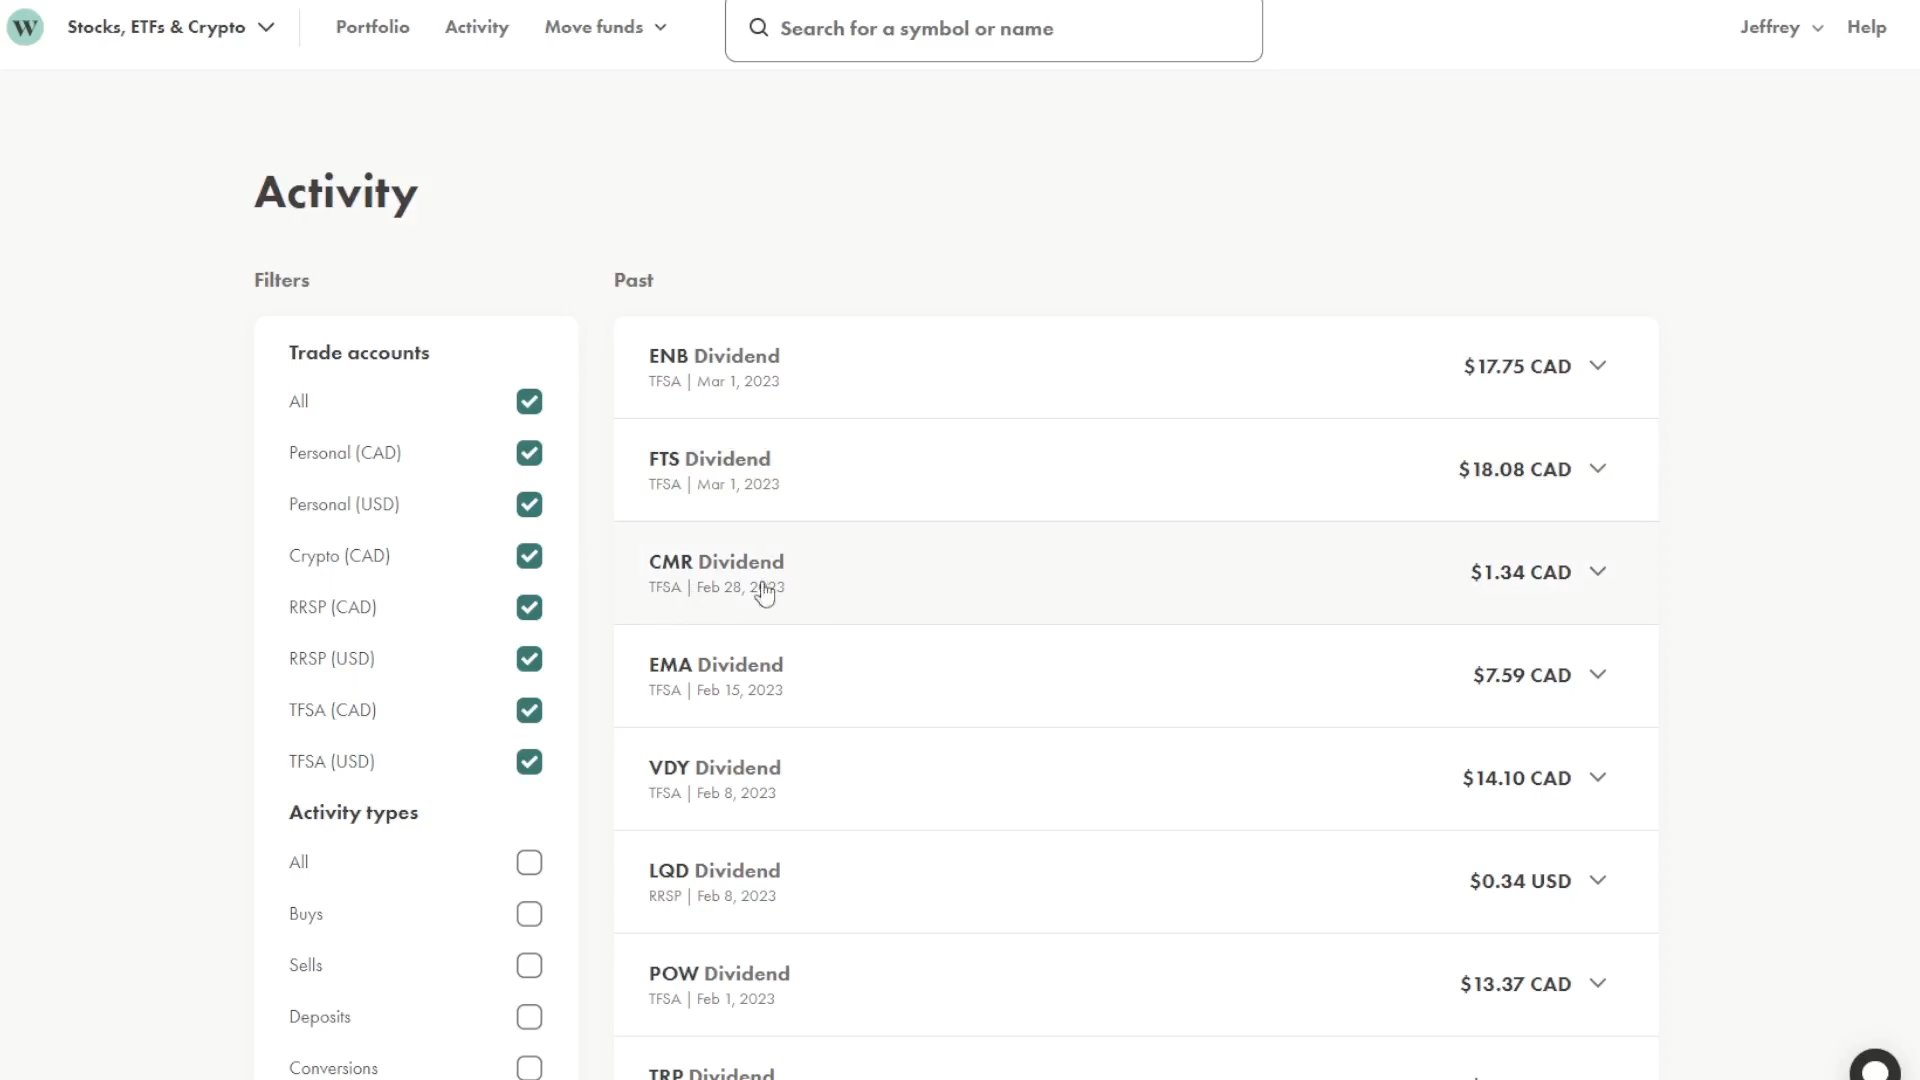 W Stocks, ETFs & Crypto Portfolio Activity Move funds Search for a symbol or name Jeffrey Help
Activity
Filters
Trade accounts
All
Personal (CAD)
Personal (USD)
Crypto (CAD)
RRSP (CAD)
RRSP (USD)
TFSA (CAD)
TFSA (USD)
Activity types
All
Buys
Sells
Deposits
Conversions
Past
ENB Dividend $17.75 CAD
TFSA | Mar 1, 2023
FTS Dividend $18.08 CAD
TFSA | Mar 1, 2023
CMR Dividend $1.34 CAD
TFSA | Feb 28, 2023
EMA Dividend $7.59 CAD
TFSA | Feb 15, 2023
VDY Dividend $14.10 CAD
TFSA | Feb 8, 2023
LQD Dividend $0.34 USD
RRSP | Feb 8, 2023
POW Dividend $13.37 CAD
TFSA | Feb 1, 2023
TRP Dividend